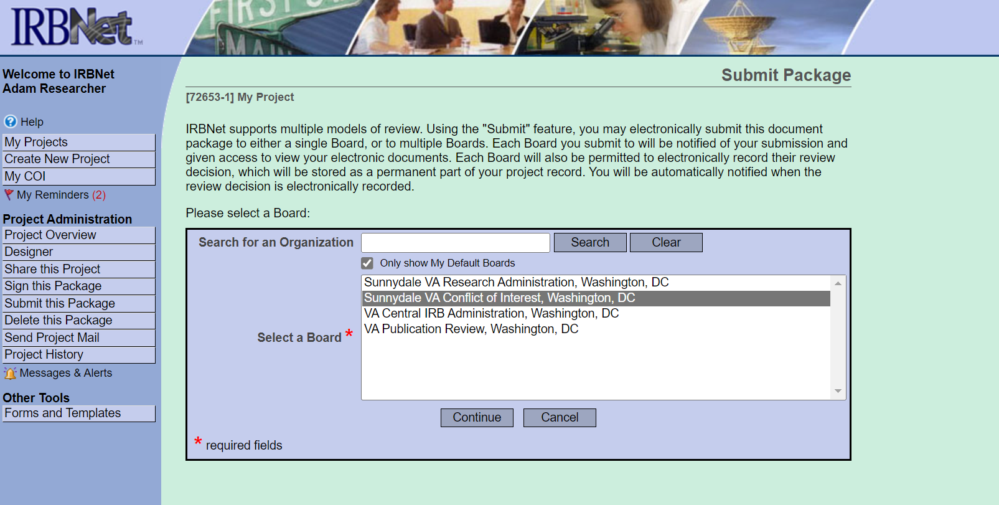 FIRST
MAIN
IRBNet™
Welcome to IRBNet
Adam Researcher
Help
My Projects
Create New Project
My COI
My Reminders (2)
Project Administration
Project Overview
Designer
Share this Project
Sign this Package
Submit this Package
Delete this Package
Send Project Mail
Project History
Messages & Alerts
Other Tools
Forms and Templates
Submit Package
[72653-1] My Project
IRBNet supports multiple models of review. Using the "Submit" feature, you may electronically submit this document
package to either a single Board, or to multiple Boards. Each Board you submit to will be notified of your submission and
given access to view your electronic documents. Each Board will also be permitted to electronically record their review
decision, which will be stored as a permanent part of your project record. You will be automatically notified when the
review decision is electronically recorded.
Please select a Board:
Search for an Organization Search Clear
Only show My Default Boards
Select a Board *
Sunnydale VA Research Administration, Washington, DC
Sunnydale VA Conflict of Interest, Washington, DC
VA Central IRB Administration, Washington, DC
VA Publication Review, Washington, DC
Continue Cancel
* required fields